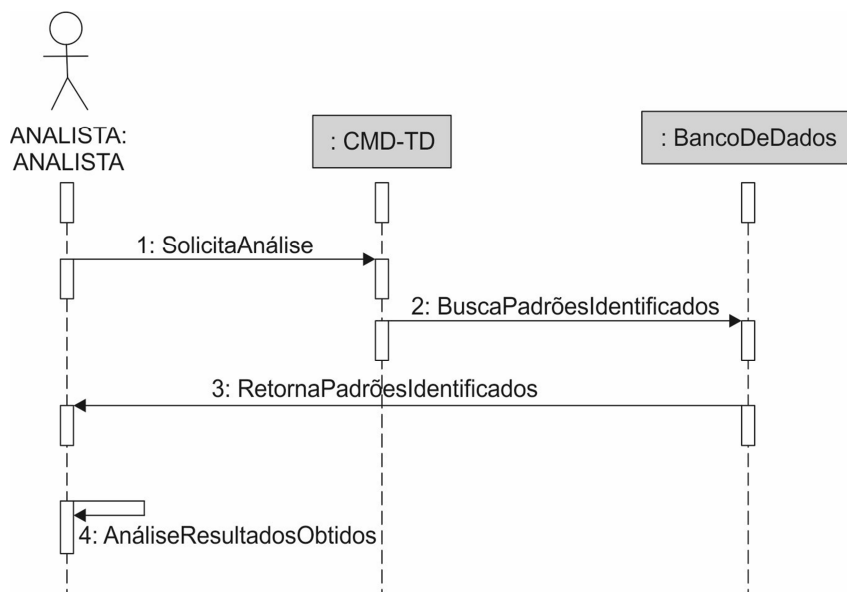 ANALISTA:
ANALISTA
: CMD-TD
: BancoDeDados
1: SolicitaAnálise
2: BuscaPadrõesIdentificados
3: RetornaPadrõesIdentificados
4: AnáliseResultadosObtidos